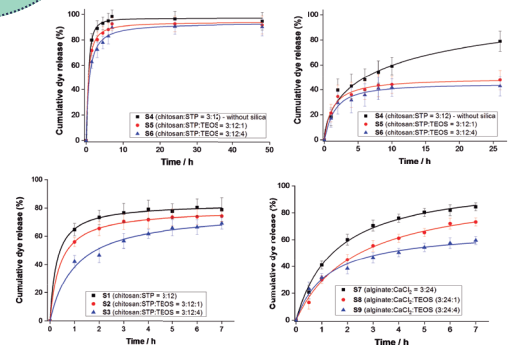 Cumulative dye release (%)
100
80
60
40
20
0
S4 (chitosan:STP = 3:12) - without silica
S5 (chitosan:STP:TEOS = 3:12:1)
S6 (chitosan:STP:TEOS = 3:12:4)
0 10 20 30 40 50
Time / h
Cumulative dye release (%)
100
80
60
40
20
0
S4 (chitosan:STP = 3:12) - without silica
S5 (chitosan:STP:TEOS = 3:12:1)
S6 (chitosan:STP:TEOS = 3:12:4)
0 5 10 15 20 25
Time / h
Cumulative dye release (%)
100
80
60
40
20
0
S1 (chitosan:STP = 3:12)
S2 (chitosan:STP:TEOS = 3:12:1)
S3 (chitosan:STP:TEOS = 3:12:4)
0 1 2 3 4 5 6 7
Time / h
Cumulative dye release (%)
100
80
60
40
20
0
S7 (alginate:CaCl₂ = 3:24)
S8 (alginate:CaCl₂:TEOS (3:24:1)
S9 (alginate:CaCl₂:TEOS (3:24:4)
0 1 2 3 4 5 6 7
Time / h